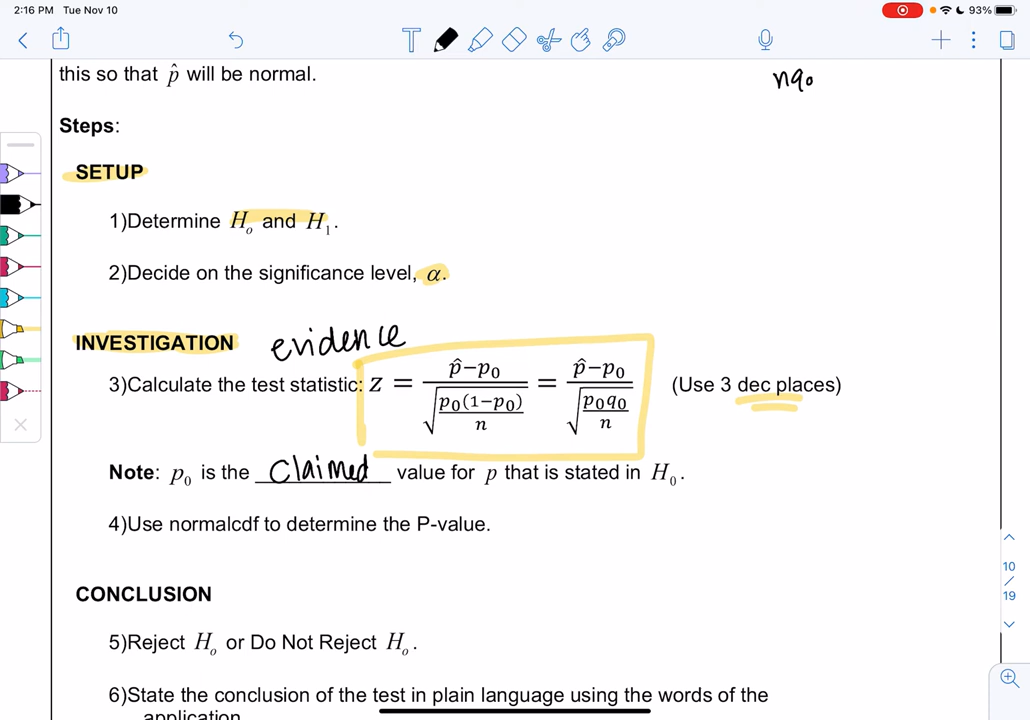 2:16 PM Tue Nov 10
93%
this so that p̂ will be normal.
nq₀
Steps:
SETUP
1)Determine Hₒ and H₁.
2)Decide on the significance level, α.
INVESTIGATION evidence
3)Calculate the test statistic: z = (p̂−p₀)/√(p₀(1−p₀)/n) = (p̂−p₀)/√(p₀q₀/n) (Use 3 dec places)
Note: p₀ is the claimed value for p that is stated in H₀.
4)Use normalcdf to determine the P-value.
CONCLUSION
5)Reject Hₒ or Do Not Reject Hₒ.
6)State the conclusion of the test in plain language using the words of the
application
10
/
19